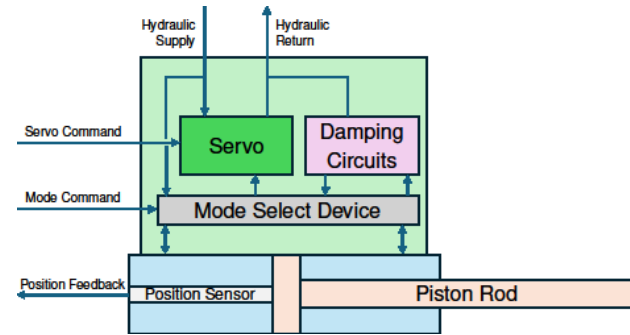 Hydraulic
Supply
Hydraulic
Return
Servo Command
Servo
Damping
Circuits
Mode Command
Mode Select Device
Position Feedback
Position Sensor
Piston Rod